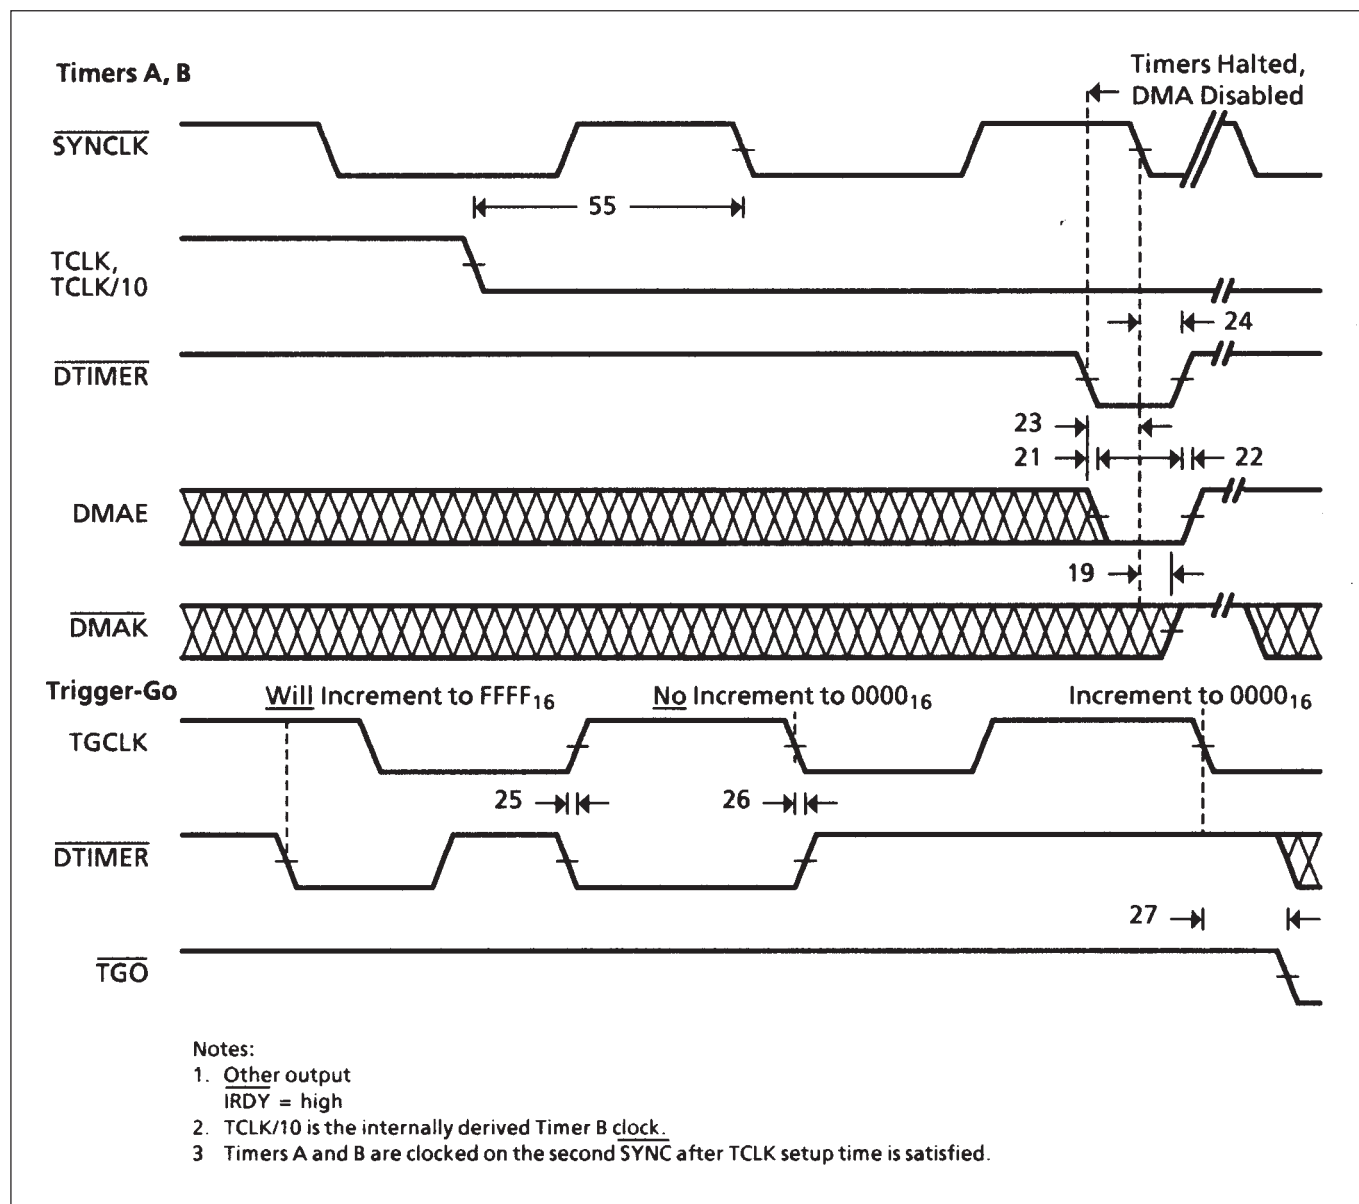 Timers A, B
Timers Halted,
DMA Disabled
SYNCLK
55
TCLK,
TCLK/10
24
DTIMER
23
21
22
DMAE
19
DMAK
Trigger-Go
Will Increment to FFFF16
No Increment to 000016
Increment to 000016
TGCLK
25
26
DTIMER
27
TGO
Notes:
1. Other output
IRDY = high
2. TCLK/10 is the internally derived Timer B clock.
3 Timers A and B are clocked on the second SYNC after TCLK setup time is satisfied.